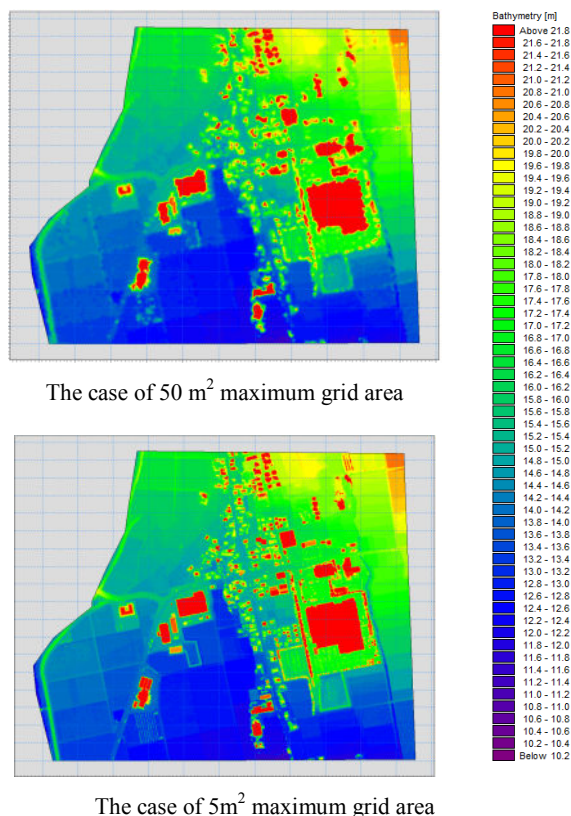 Bathymetry [m]
Above 21.8
21.6 - 21.8
21.4 - 21.6
21.2 - 21.4
21.0 - 21.2
20.8 - 21.0
20.6 - 20.8
20.4 - 20.6
20.2 - 20.4
20.0 - 20.2
19.8 - 20.0
19.6 - 19.8
19.4 - 19.6
19.2 - 19.4
19.0 - 19.2
18.8 - 19.0
18.6 - 18.8
18.4 - 18.6
18.2 - 18.4
18.0 - 18.2
17.8 - 18.0
17.6 - 17.8
17.4 - 17.6
17.2 - 17.4
17.0 - 17.2
16.8 - 17.0
16.6 - 16.8
16.4 - 16.6
16.2 - 16.4
16.0 - 16.2
15.8 - 16.0
15.6 - 15.8
15.4 - 15.6
15.2 - 15.4
15.0 - 15.2
14.8 - 15.0
14.6 - 14.8
14.4 - 14.6
14.2 - 14.4
14.0 - 14.2
13.8 - 14.0
13.6 - 13.8
13.4 - 13.6
13.2 - 13.4
13.0 - 13.2
12.8 - 13.0
12.6 - 12.8
12.4 - 12.6
12.2 - 12.4
12.0 - 12.2
11.8 - 12.0
11.6 - 11.8
11.4 - 11.6
11.2 - 11.4
11.0 - 11.2
10.8 - 11.0
10.6 - 10.8
10.4 - 10.6
10.2 - 10.4
Below 10.2
The case of 50 m² maximum grid area
The case of 5m² maximum grid area